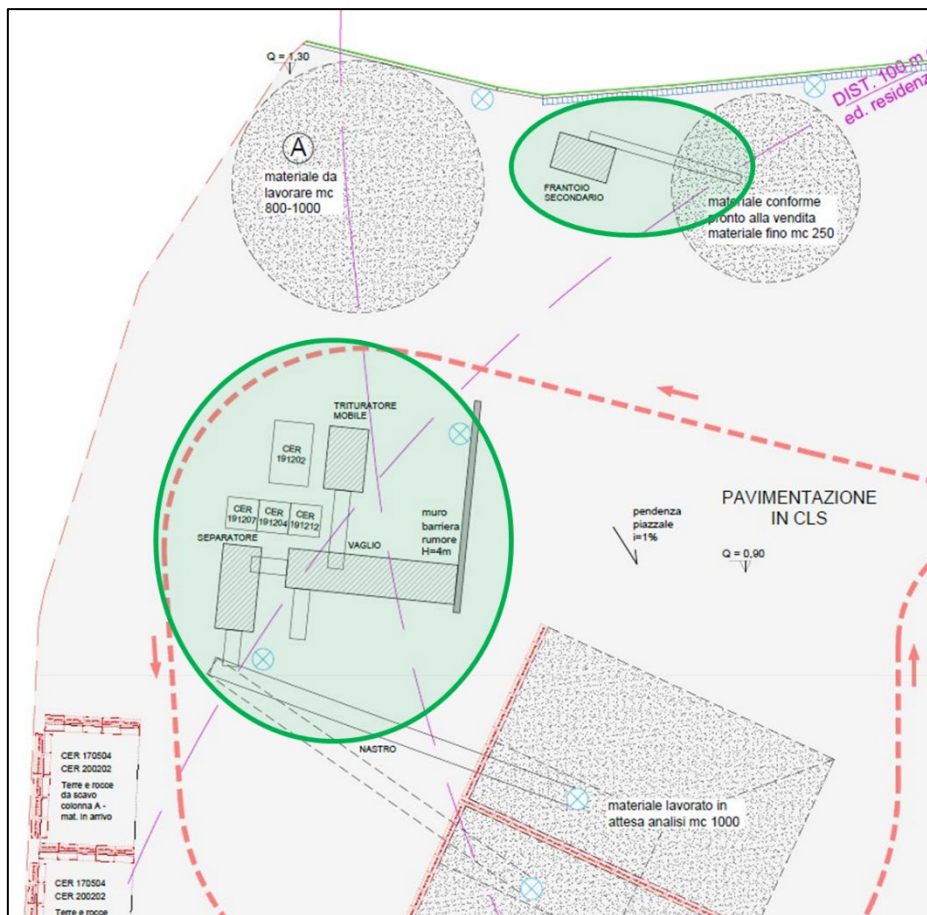 Q = 1,30
DIST. 100 m
ed. residenz
A
materiale da
lavorare mc
800-1000
FRANTOIO
SECONDARIO
materiale conforme
pronto alla vendita
materiale fino mc 250
TRITURATORE
MOBILE
CER
191202
CER
191207
CER
191204
CER
191212
SEPARATORE
VAGLIO
muro
barriera
rumore
H=4m
PAVIMENTAZIONE
IN CLS
pendenza
piazzale
i=1%
Q = 0,90
NASTRO
CER 170504
CER 200202
Terre e rocce
da scavo
colonna A -
mat. in arrivo
materiale lavorato in
attesa analisi mc 1000
CER 170504
CER 200202
Terre e rocce